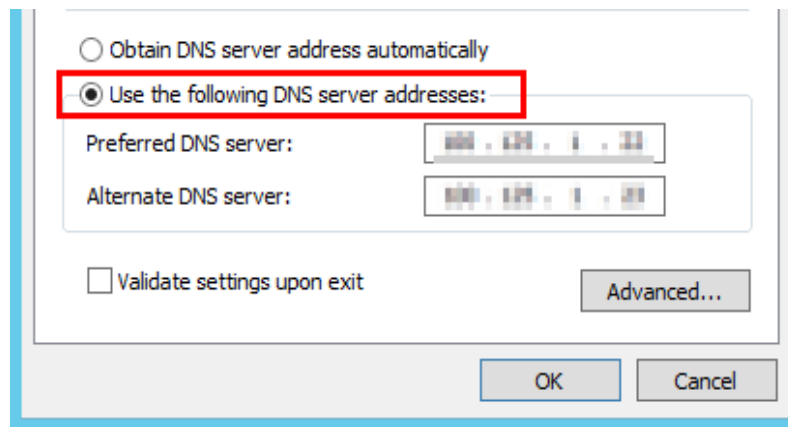 Obtain DNS server address automatically
Use the following DNS server addresses:
Preferred DNS server:
Alternate DNS server:
Validate settings upon exit
Advanced...
OK Cancel